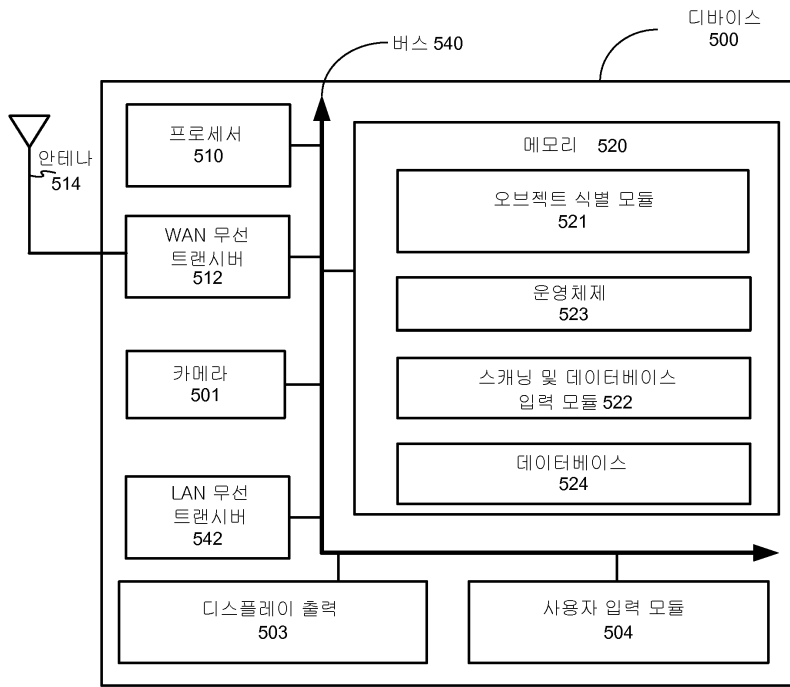 디바이스
500
버스 540
안테나
514
프로세서
510
WAN 무선
트랜시버
512
카메라
501
LAN 무선
트랜시버
542
메모리 520
오브젝트 식별 모듈
521
운영체제
523
스캐닝 및 데이터베이스
입력 모듈 522
데이터베이스
524
디스플레이 출력
503
사용자 입력 모듈
504